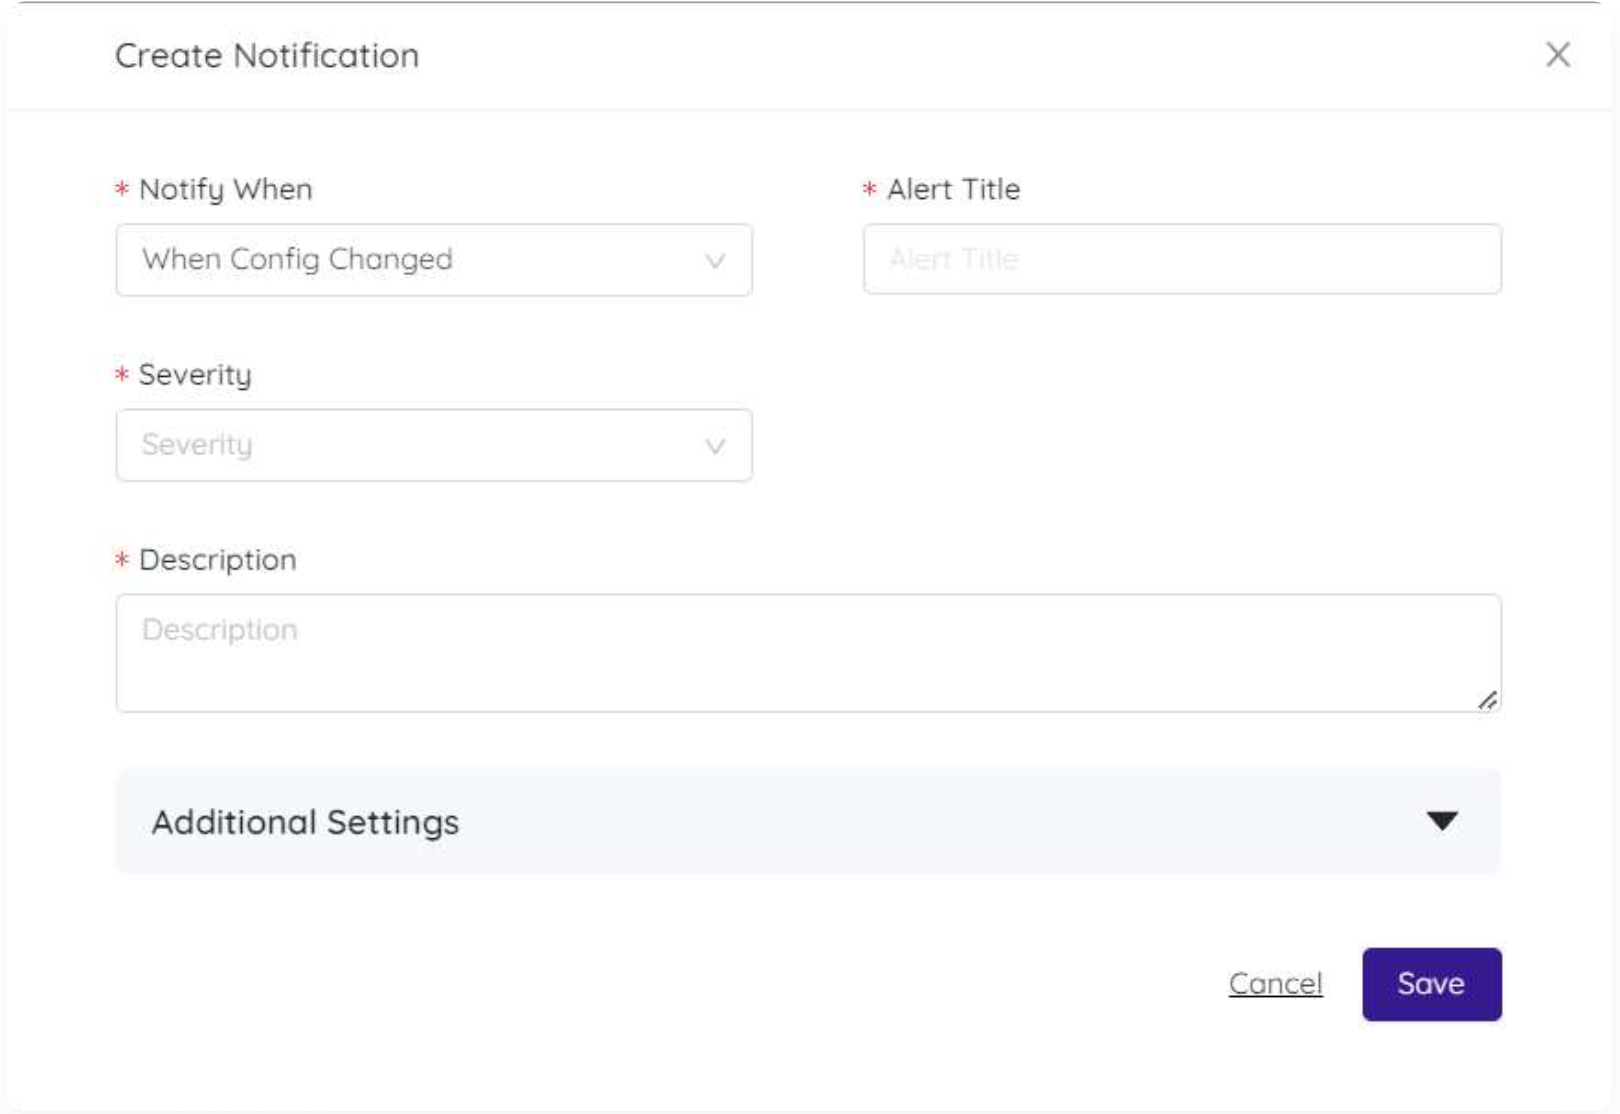 Create Notification
* Notify When
* Alert Title
When Config Changed
Alert Title
* Severity
Severity
* Description
Description
Additional Settings
Cancel
Save